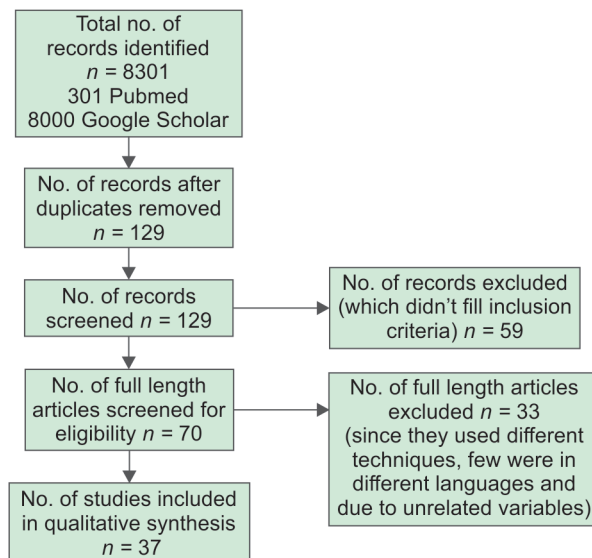 Total no. of
records identified
n = 8301
301 Pubmed
8000 Google Scholar
No. of records after
duplicates removed
n = 129
No. of records
screened n = 129
No. of records excluded
(which didn't fill inclusion
criteria) n = 59
No. of full length
articles screened for
eligibility n = 70
No. of full length articles
excluded n = 33
(since they used different
techniques, few were in
different languages and
due to unrelated variables)
No. of studies included
in qualitative synthesis
n = 37